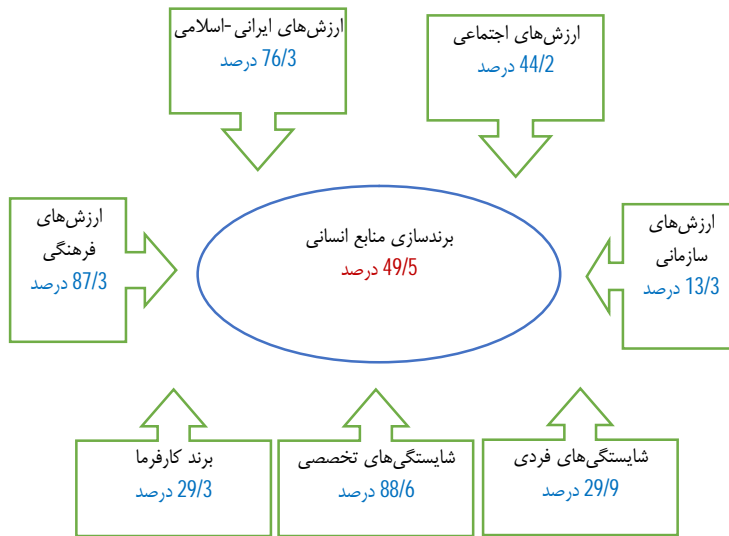 ارزش‌های اجتماعی
44/2 درصد
ارزش‌های ایرانی-اسلامی
76/3 درصد
ارزش‌های
سازمانی
13/3 درصد
برندسازی منابع انسانی
49/5 درصد
ارزش‌های
فرهنگی
87/3 درصد
شایستگی‌های فردی
29/9 درصد
شایستگی‌های تخصصی
88/6 درصد
برند کارفرما
29/3 درصد